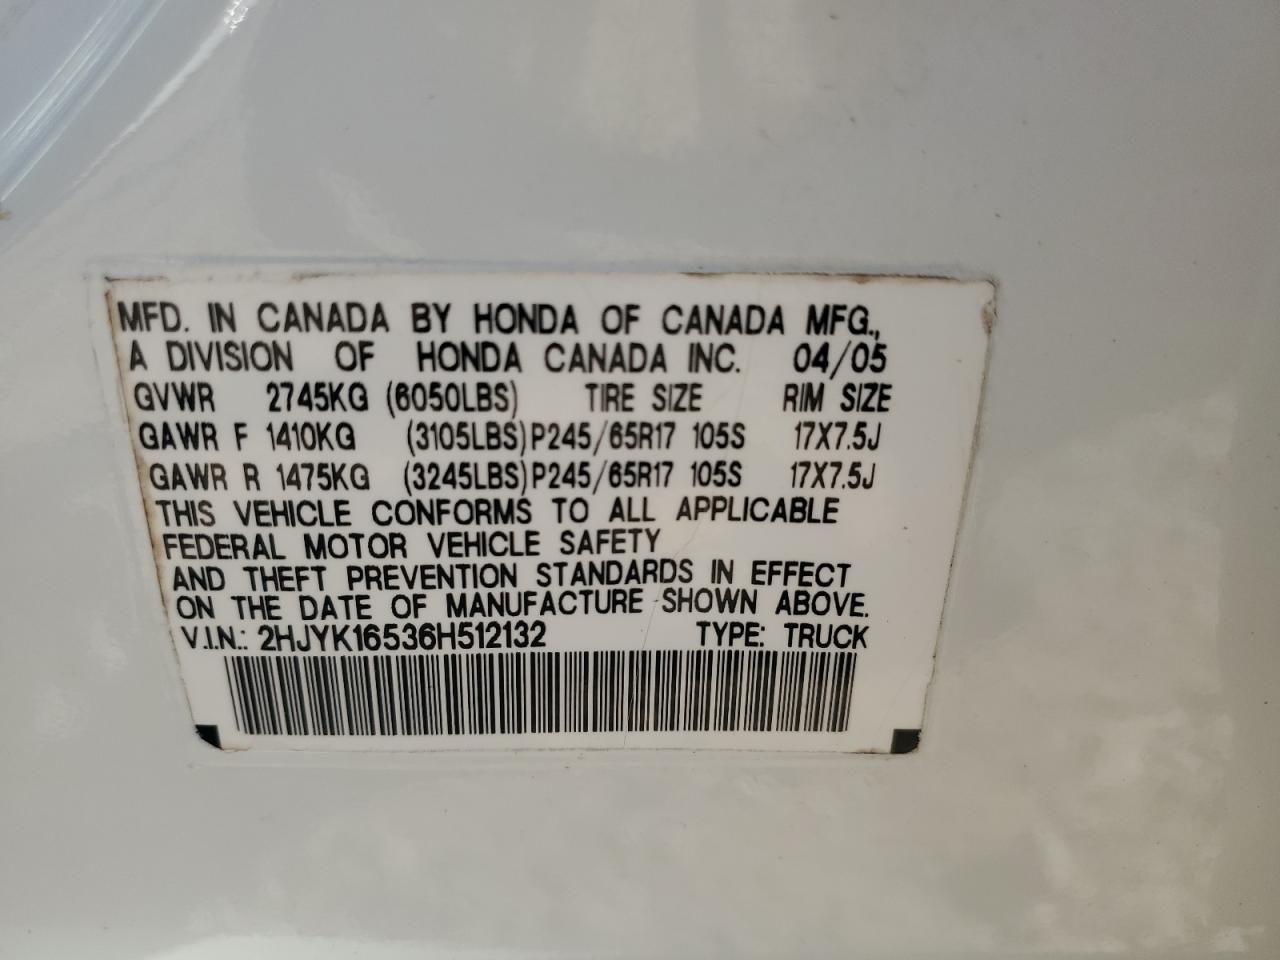 MFD. IN CANADA BY HONDA OF CANADA MFG.,
A DIVISION OF HONDA CANADA INC. 04/05
GVWR 2745KG (6050LBS) TIRE SIZE RIM SIZE
GAWR F 1410KG (3105LBS) P245/65R17 105S 17X7.5J
GAWR R 1475KG (3245LBS) P245/65R17 105S 17X7.5J
THIS VEHICLE CONFORMS TO ALL APPLICABLE
FEDERAL MOTOR VEHICLE SAFETY
AND THEFT PREVENTION STANDARDS IN EFFECT
ON THE DATE OF MANUFACTURE SHOWN ABOVE.
V.I.N.: 2HJYK16536H512132 TYPE: TRUCK